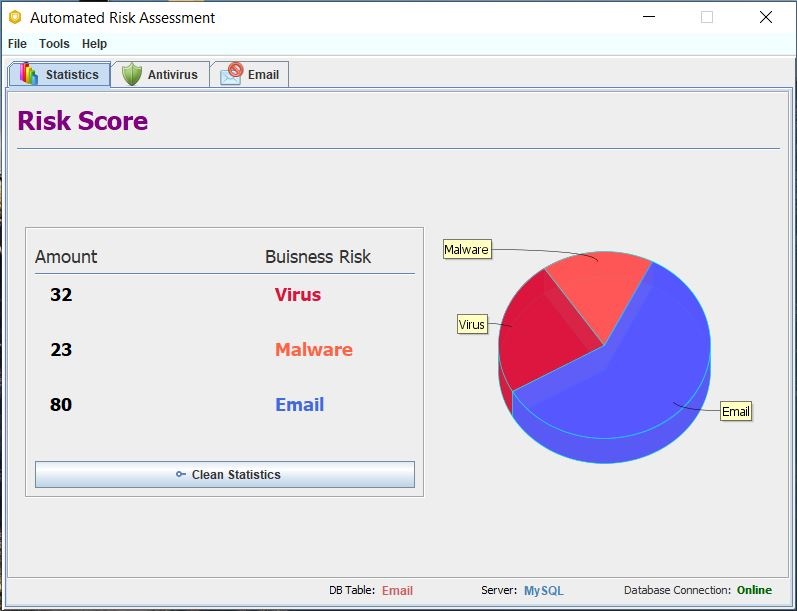 Automated Risk Assessment
File Tools Help
Statistics Antivirus Email
Risk Score
Amount Buisness Risk
32 Virus
23 Malware
80 Email
Clean Statistics
Malware
Virus
Email
DB Table: Email Server: MySQL Database Connection: Online